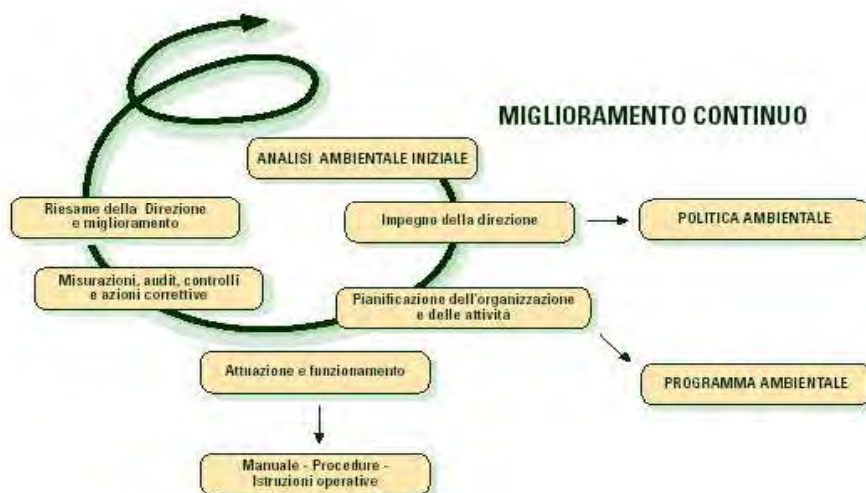 MIGLIORAMENTO CONTINUO
ANALISI AMBIENTALE INIZIALE
Riesame della Direzione
e miglioramento
Impegno della direzione
POLITICA AMBIENTALE
Misurazioni, audit, controlli
e azioni correttive
Pianificazione dell'organizzazione
e delle attività
Attuazione e funzionamento
PROGRAMMA AMBIENTALE
Manuale - Procedure -
Istruzioni operative